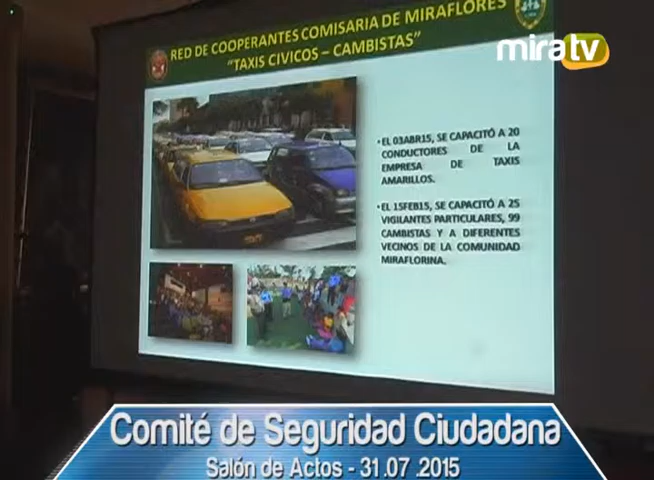 RED DE COOPERANTES COMISARIA DE MIRAFLORES
"TAXIS CIVICOS – CAMBISTAS"
miratv
•EL 03ABR15, SE CAPACITÓ A 20
CONDUCTORES DE LA
EMPRESA DE TAXIS
AMARILLOS.
•EL 15FEB15, SE CAPACITÓ A 25
VIGILANTES PARTICULARES, 99
CAMBISTAS Y A DIFERENTES
VECINOS DE LA COMUNIDAD
MIRAFLORINA.
Comité de Seguridad Ciudadana
Salón de Actos - 31.07 .2015